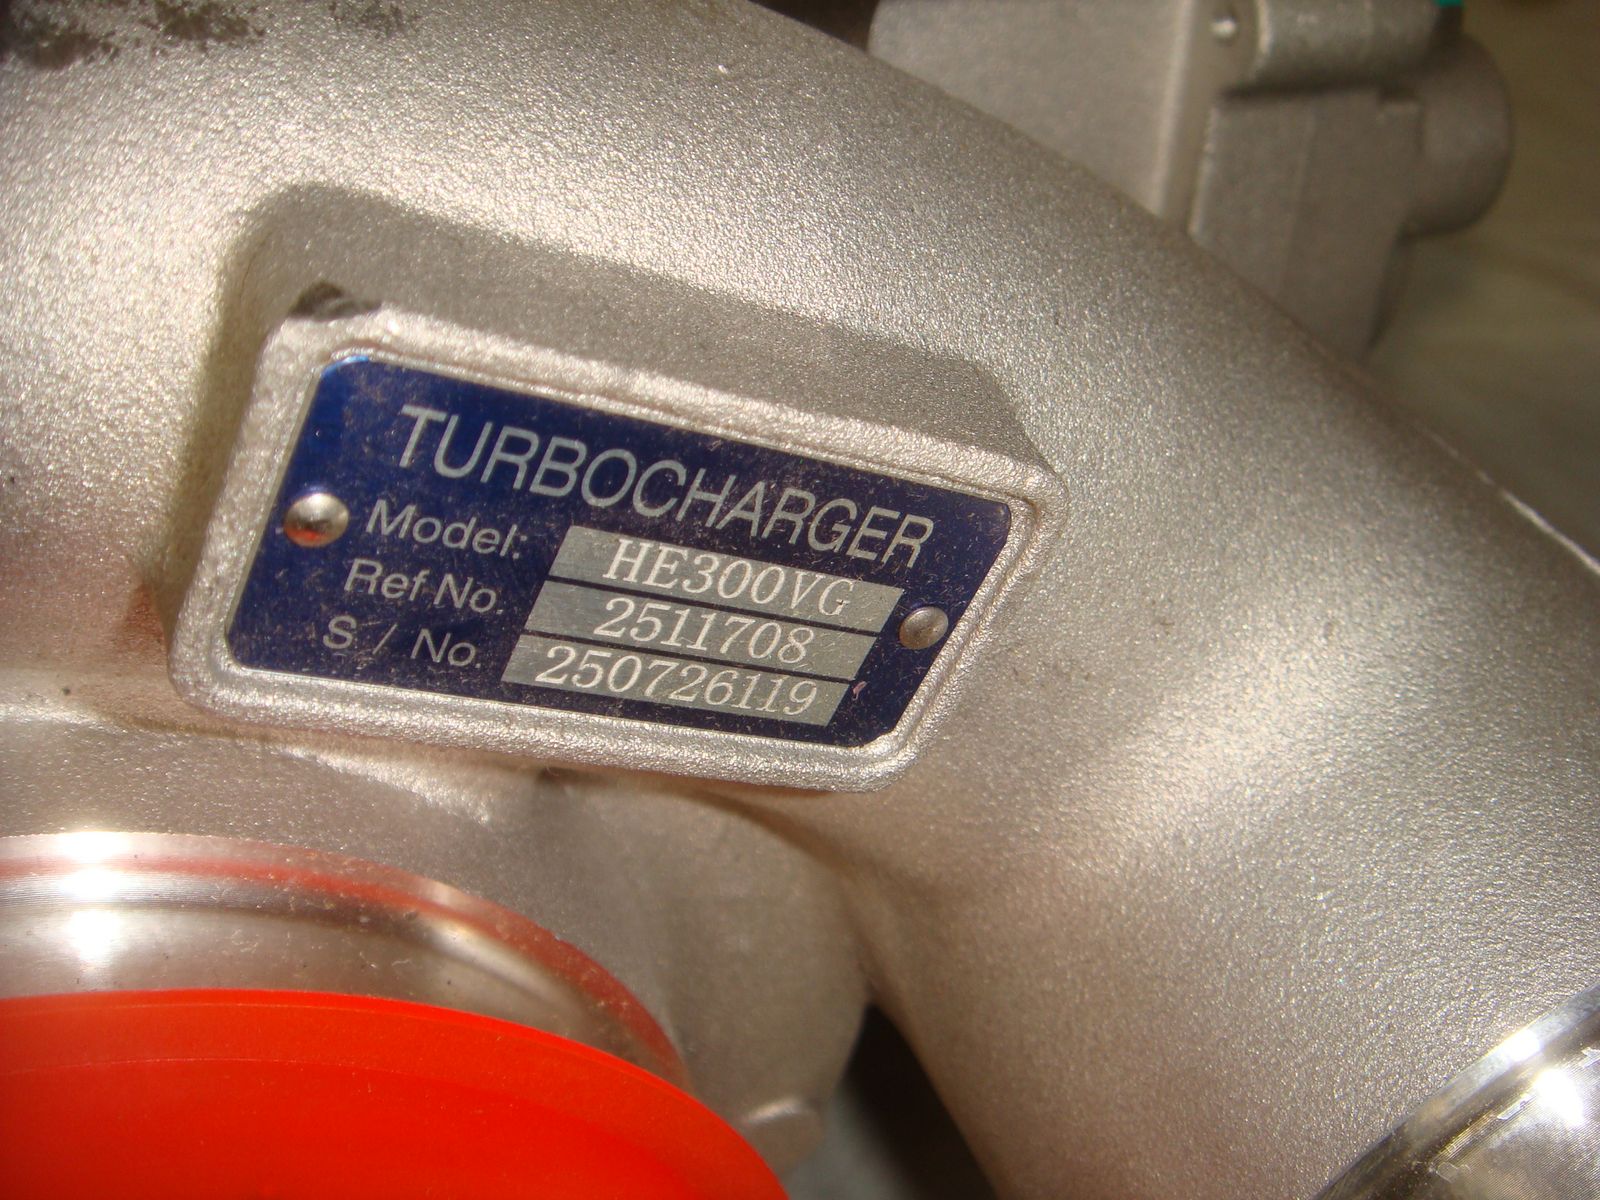 TURBOCHARGER
Model: HE300VG
Ref No. 2511708
S / No. 250726119